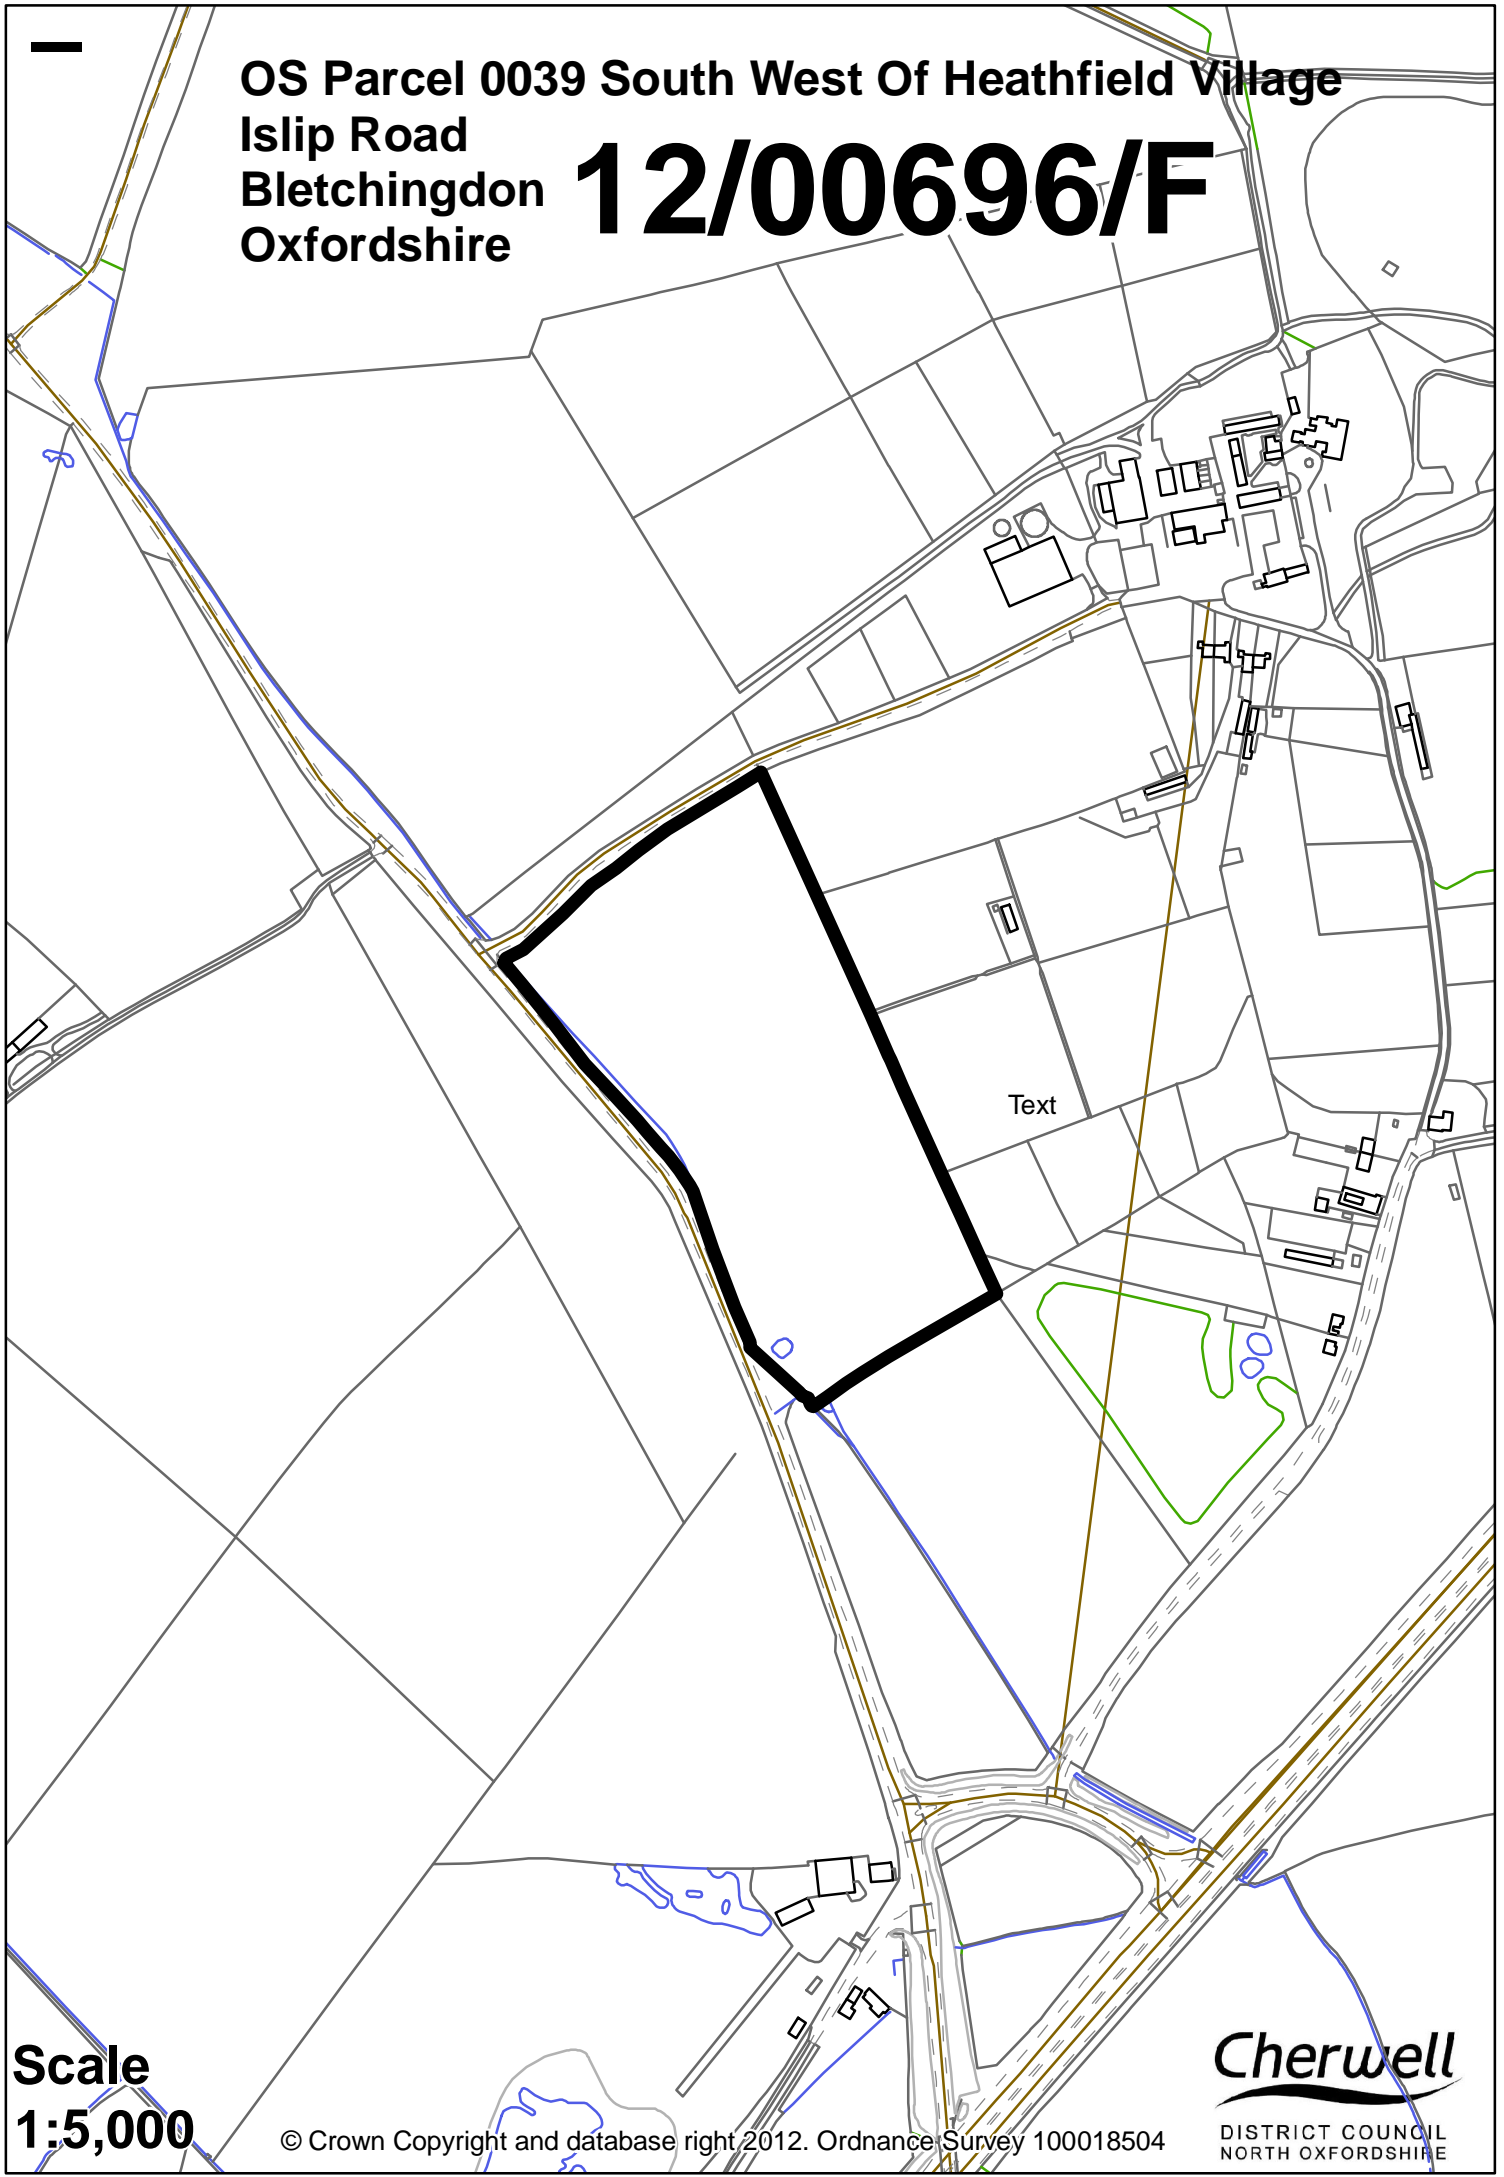 OS Parcel 0039 South West Of Heathfield Village
Islip Road
Bletchingdon
Oxfordshire
12/00696/F
Text
Scale
1:5,000
© Crown Copyright and database right 2012. Ordnance Survey 100018504
Cherwell
DISTRICT COUNCIL
NORTH OXFORDSHIRE